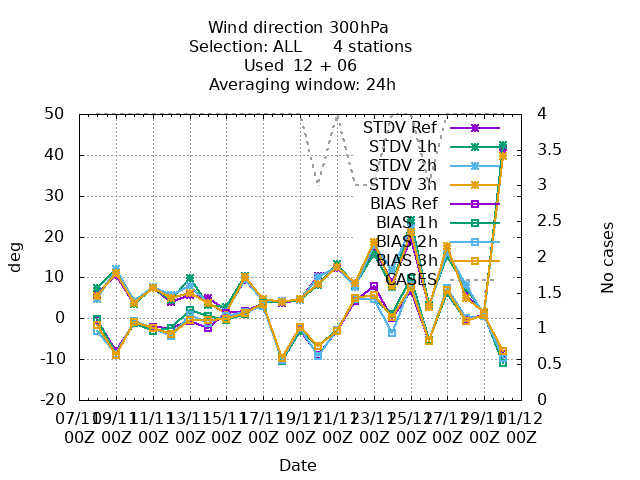 Wind direction 300hPa
Selection: ALL 4 stations
Used 12 + 06
Averaging window: 24h
50
40
30
20
10
0
-10
-20
4
3.5
3
2.5
2
1.5
1
0.5
0
deg
No cases
STDV Ref
STDV 1h
STDV 2h
STDV 3h
BIAS Ref
BIAS 1h
BIAS 2h
BIAS 3h
CASES
07/11 09/11 11/11 13/11 15/11 17/11 19/11 21/11 23/11 25/11 27/11 29/11 01/12
00Z 00Z 00Z 00Z 00Z 00Z 00Z 00Z 00Z 00Z 00Z 00Z 00Z
Date